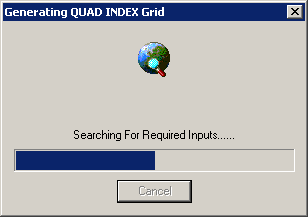 Generating QUAD INDEX Grid
Searching For Required Inputs......
Cancel